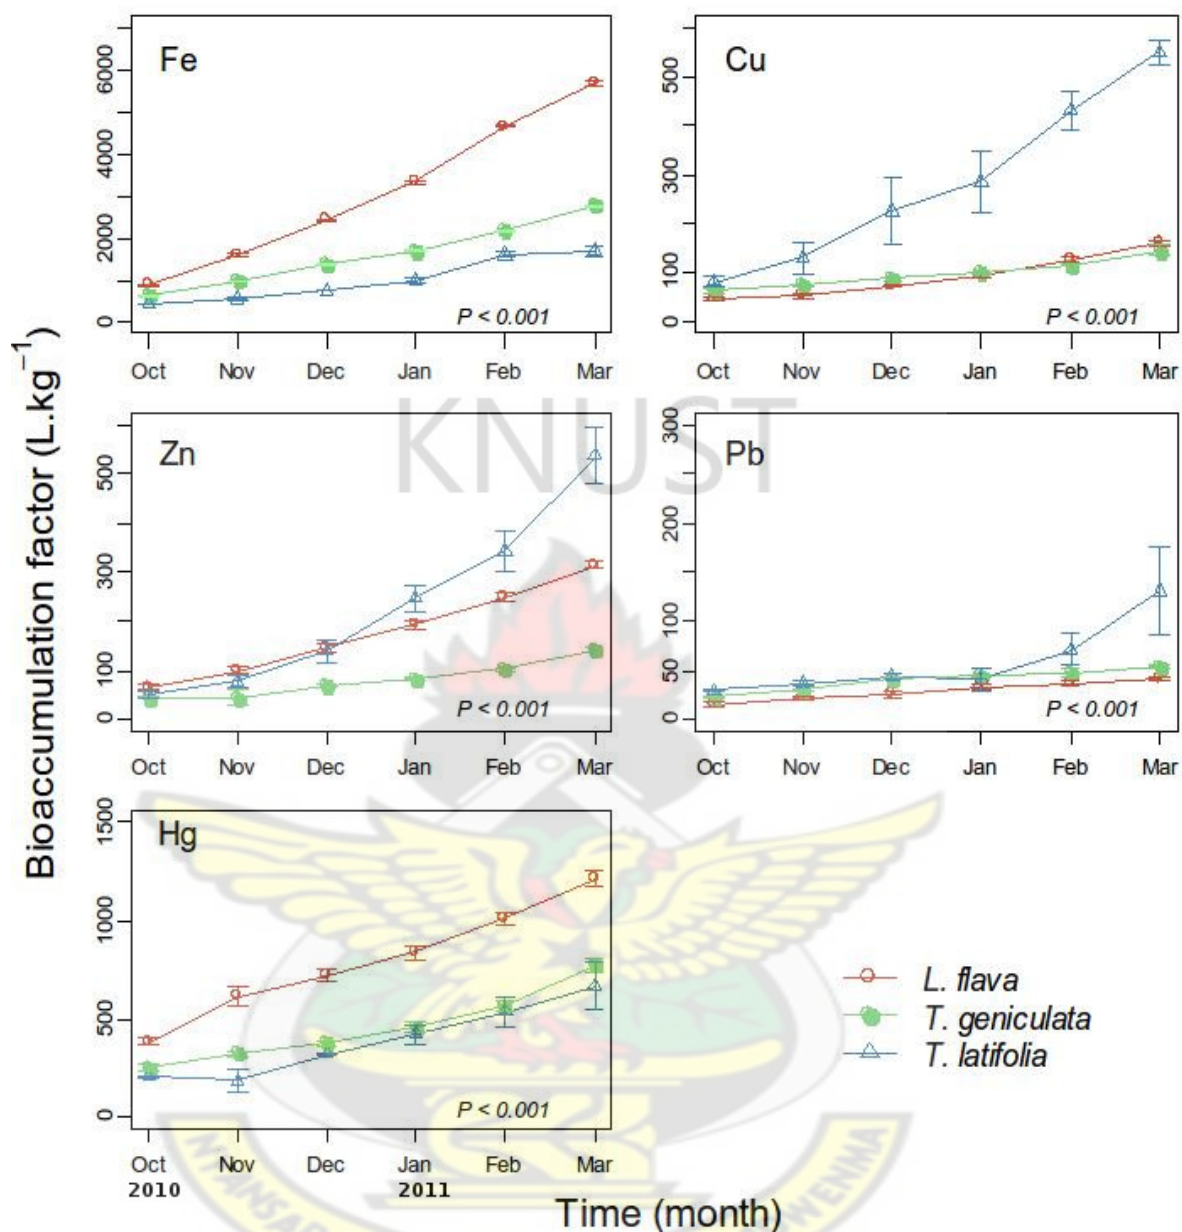 Bioaccumulation factor (L.kg⁻¹)
Fe
6000
4000
2000
0
P < 0.001
Oct Nov Dec Jan Feb Mar
Cu
500
300
100
0
P < 0.001
Oct Nov Dec Jan Feb Mar
KNUST
Zn
500
300
100
0
P < 0.001
Oct Nov Dec Jan Feb Mar
Pb
300
200
100
50
0
P < 0.001
Oct Nov Dec Jan Feb Mar
Hg
1500
1000
500
0
P < 0.001
Oct Nov Dec Jan Feb Mar
2010 2011
L. flava
T. geniculata
T. latifolia
Time (month)